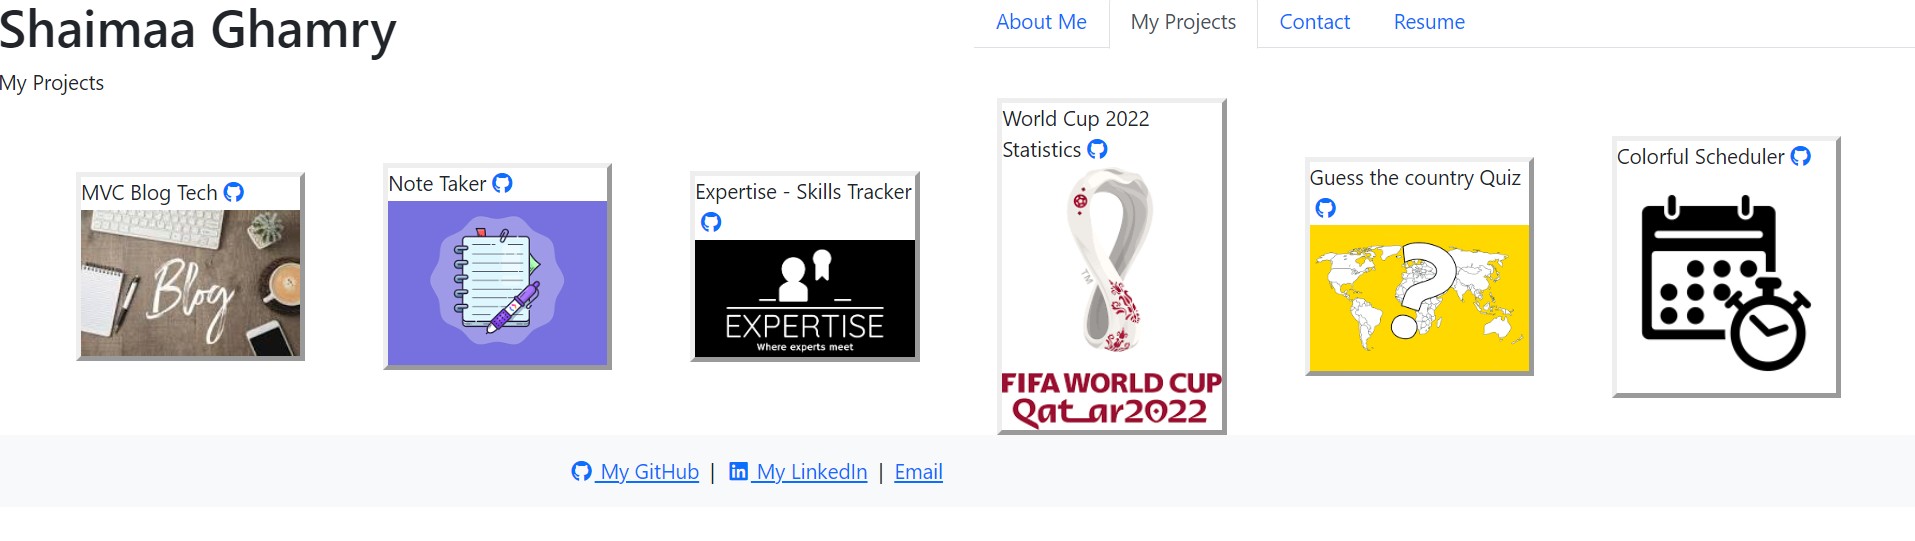 Shaimaa Ghamry
About Me
My Projects
Contact
Resume
My Projects
MVC Blog Tech
Blog
Note Taker
Expertise - Skills Tracker
EXPERTISE
Where experts meet
World Cup 2022
Statistics
TM
FIFA WORLD CUP
Qatar2022
Guess the country Quiz
?
Colorful Scheduler
My GitHub | My LinkedIn | Email